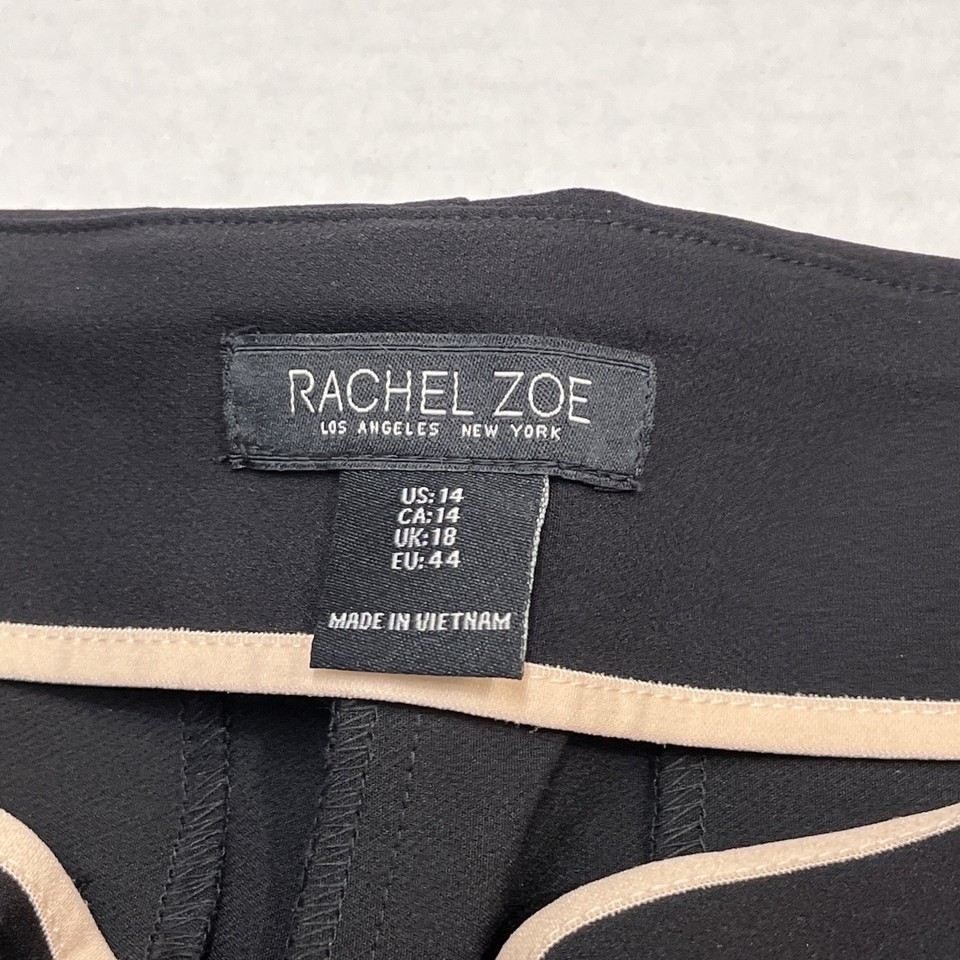 RACHEL ZOE
LOS ANGELES NEW YORK
US:14
CA:14
UK:18
EU:44
MADE IN VIETNAM